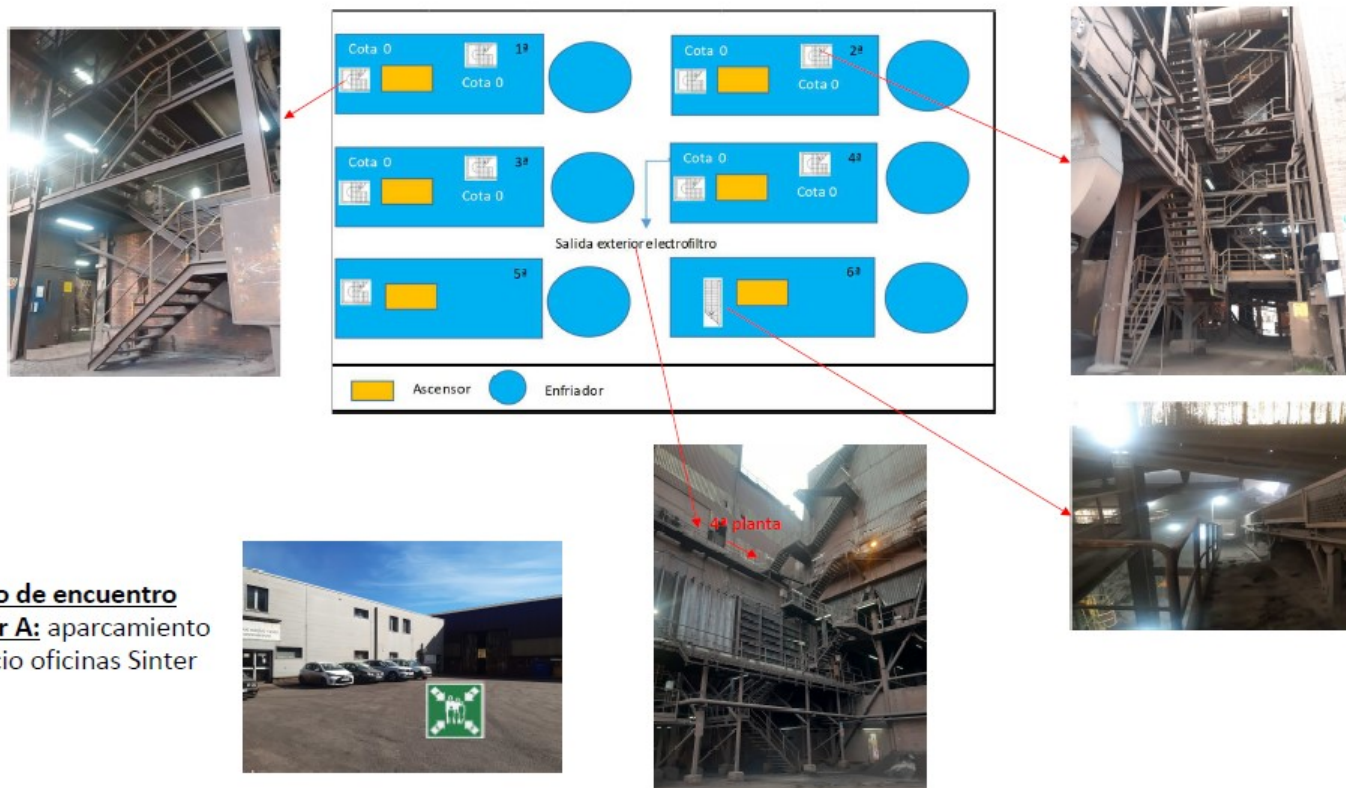 Cota 0
1ª
Cota 0
Cota 0
2ª
Cota 0
Cota 0
3ª
Cota 0
Cota 0
4ª
Cota 0
Salida exterior electrofiltro
5ª
6ª
Ascensor
Enfriador
4ª planta
o de encuentro
r A: aparcamiento
cio oficinas Sinter